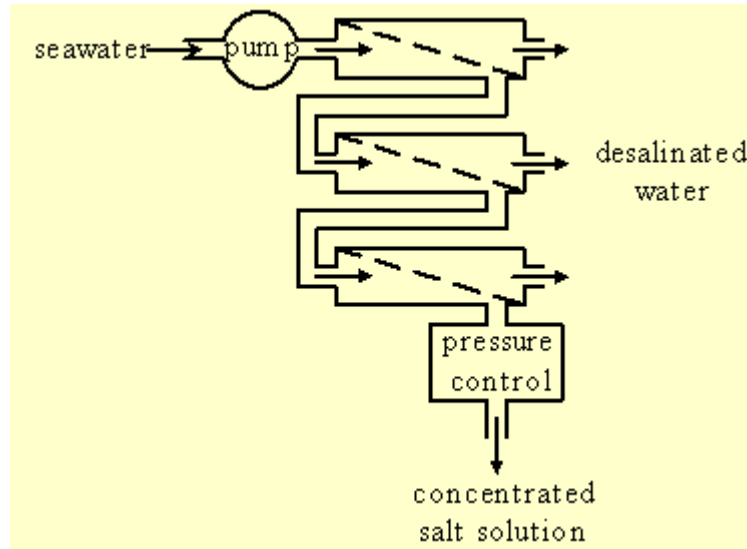 seawater
pump
desalinated
water
pressure
control
concentrated
salt solution